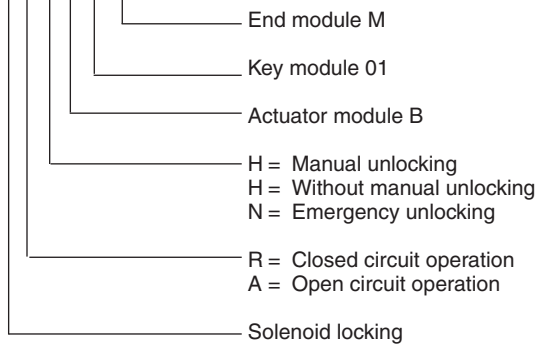 End module M
Key module 01
Actuator module B
H = Manual unlocking
H = Without manual unlocking
N = Emergency unlocking
R = Closed circuit operation
A = Open circuit operation
Solenoid locking